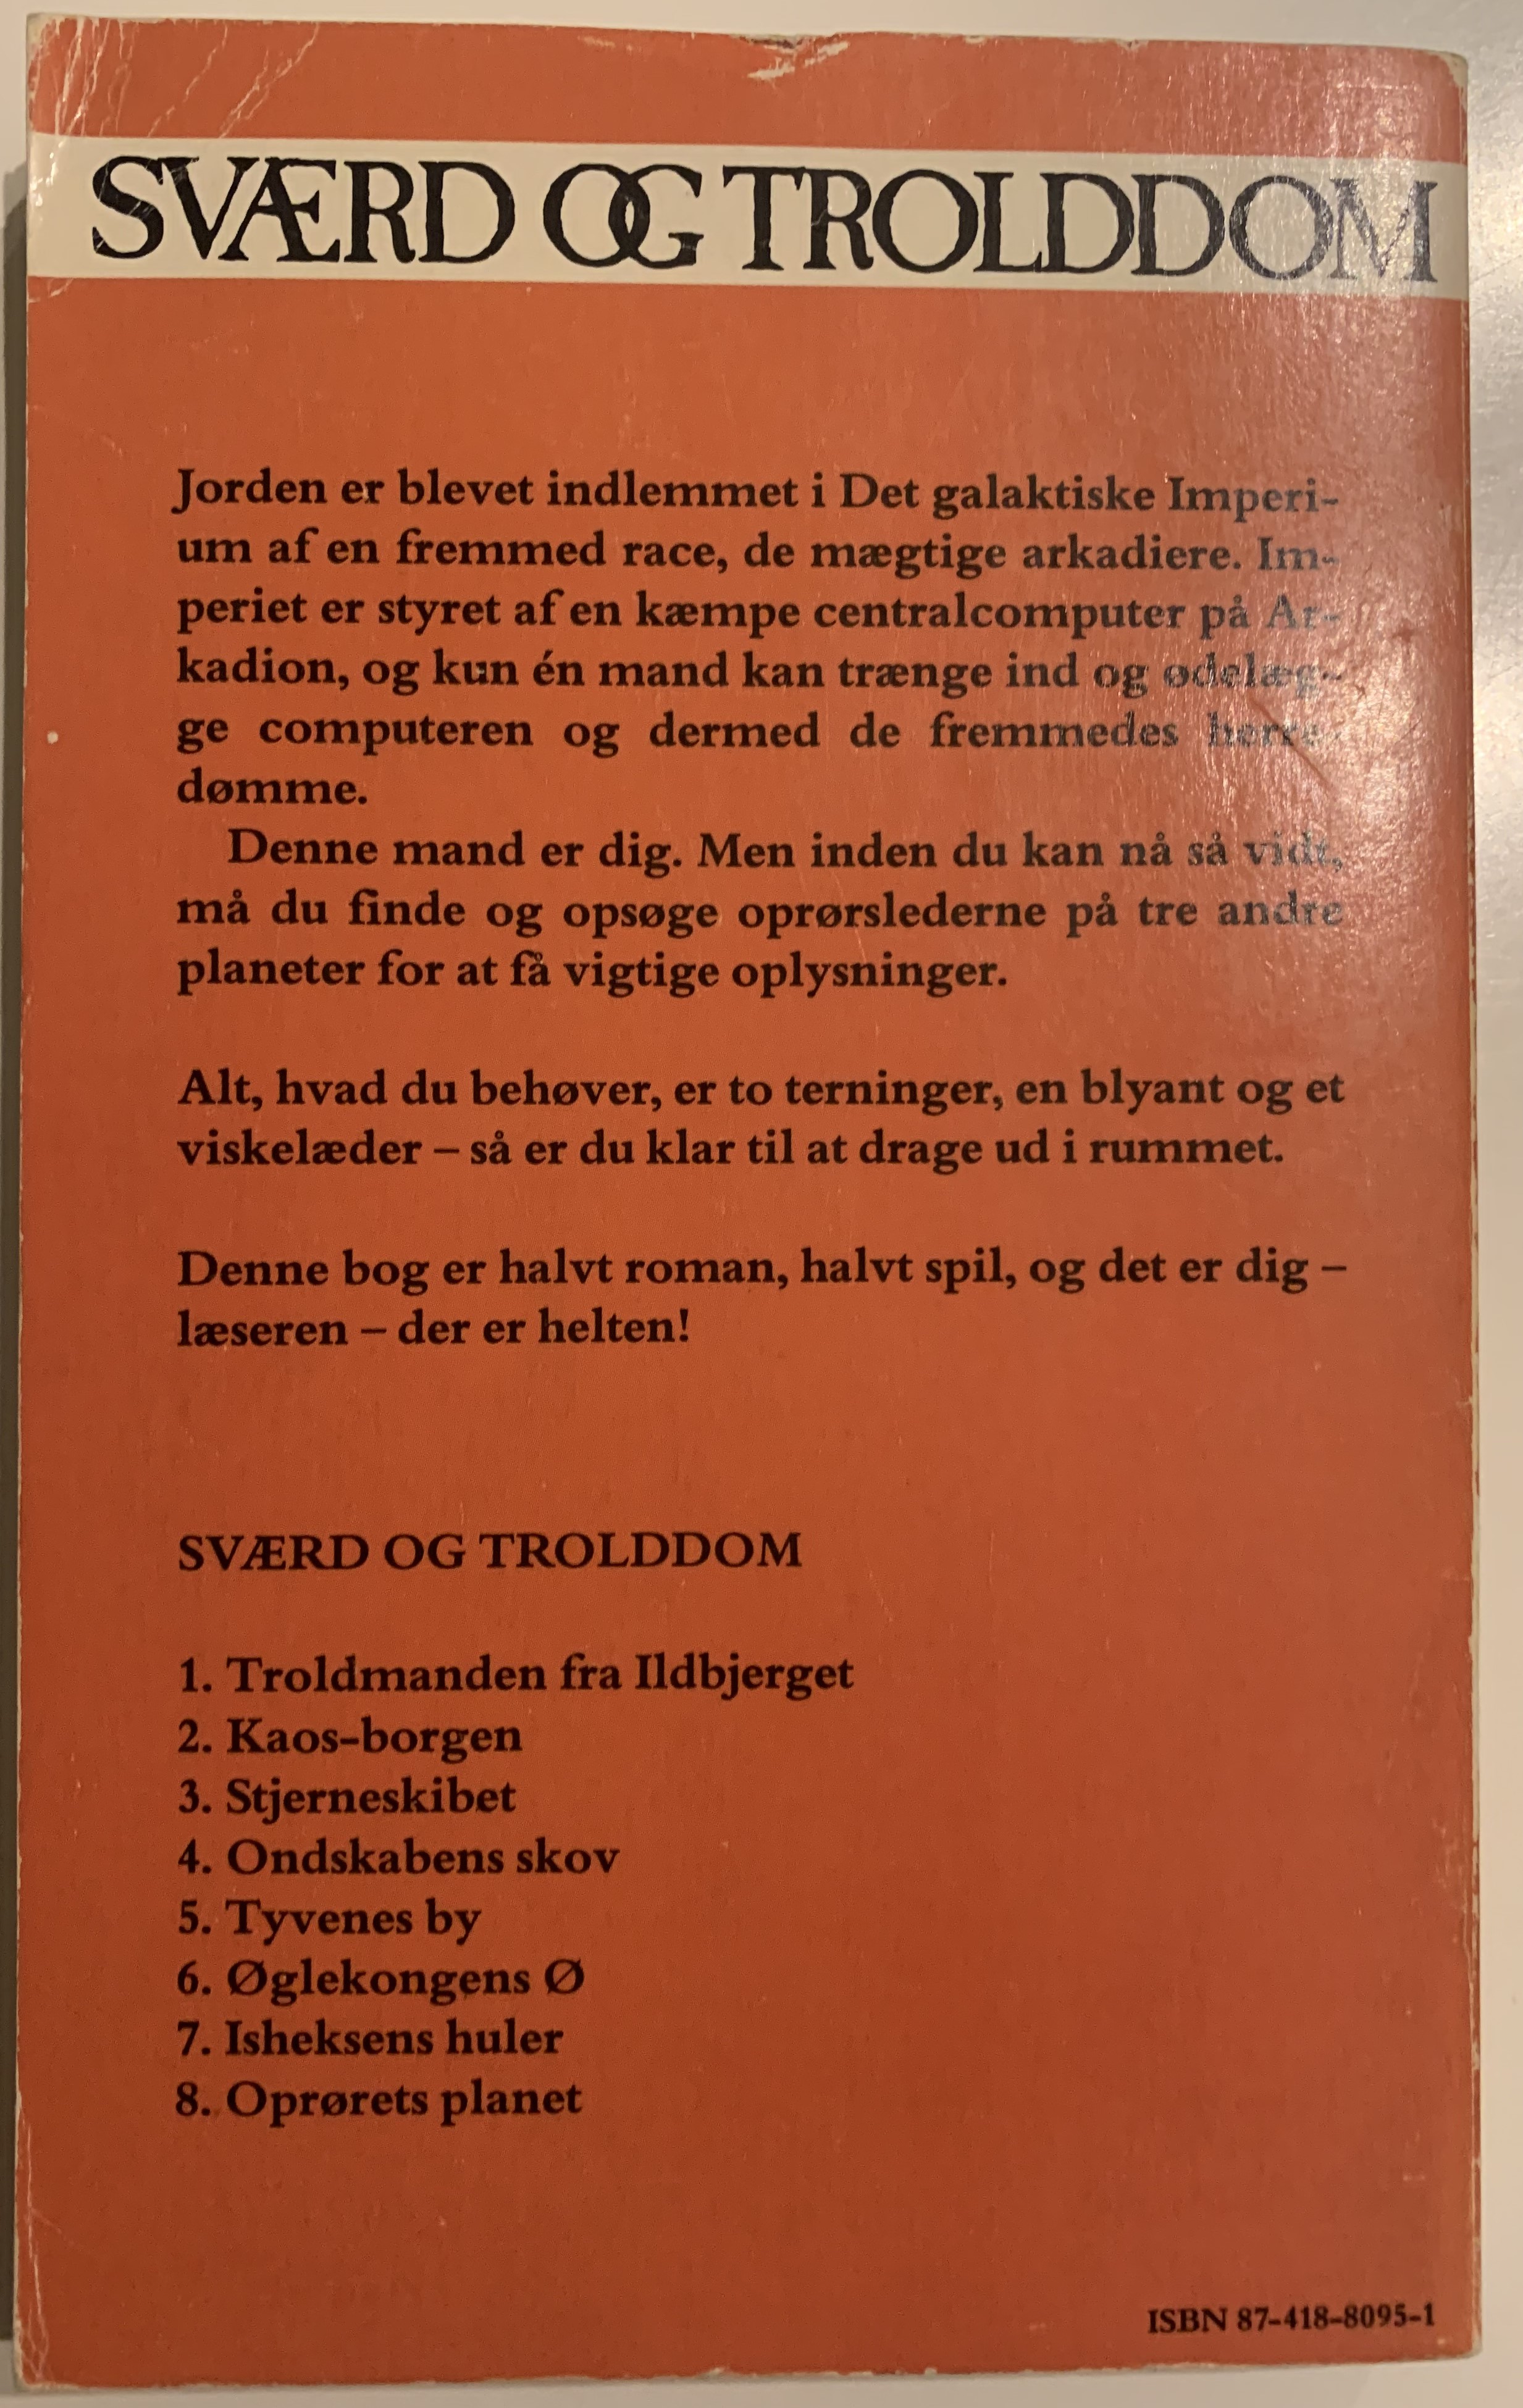 SVÆRD OG TROLDDOM
Jorden er blevet indlemmet i Det galaktiske Imperi-
um af en fremmed race, de mægtige arkadiere. Im-
periet er styret af en kæmpe centralcomputer på Ar-
kadion, og kun én mand kan trænge ind og ødelæg-
ge computeren og dermed de fremmedes herre-
dømme.
Denne mand er dig. Men inden du kan nå så vidt,
må du finde og opsøge oprørslederne på tre andre
planeter for at få vigtige oplysninger.
Alt, hvad du behøver, er to terninger, en blyant og et
viskelæder – så er du klar til at drage ud i rummet.
Denne bog er halvt roman, halvt spil, og det er dig –
læseren – der er helten!
SVÆRD OG TROLDDOM
1. Troldmanden fra Ildbjerget
2. Kaos-borgen
3. Stjerneskibet
4. Ondskabens skov
5. Tyvenes by
6. Øglekongens Ø
7. Isheksens huler
8. Oprørets planet
ISBN 87-418-8095-1